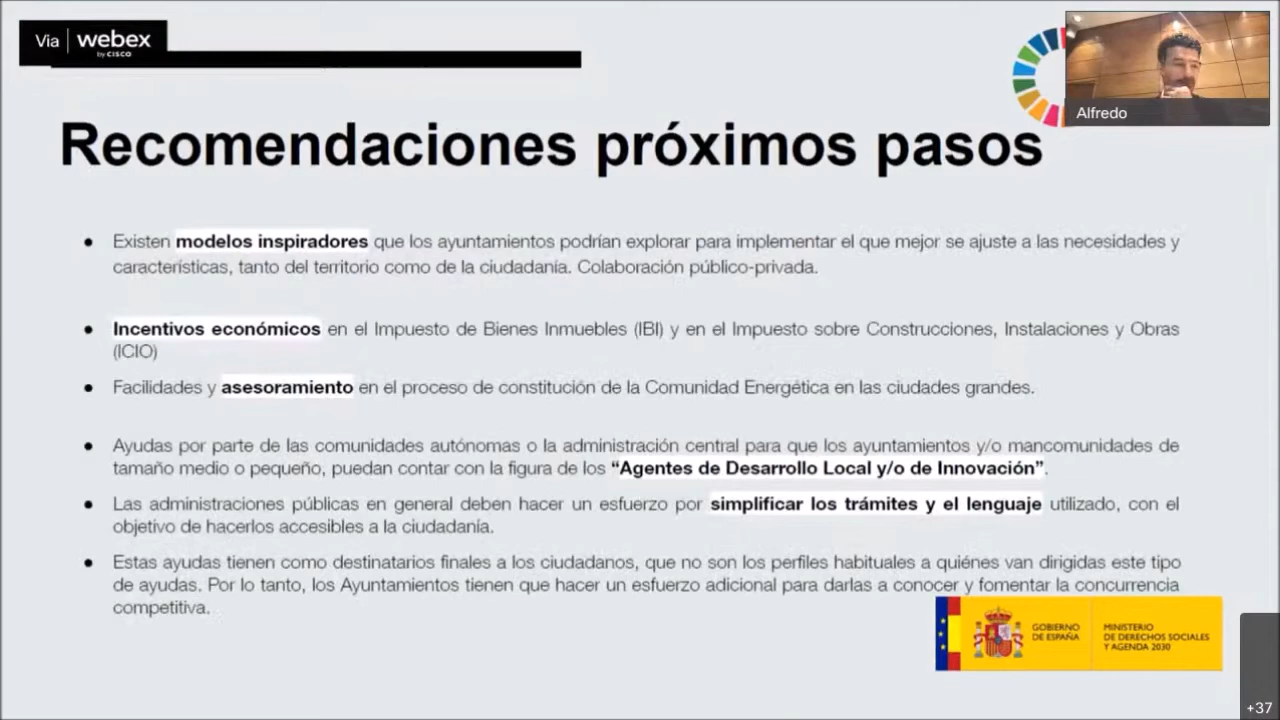 Via webex
by CISCO
Alfredo
Recomendaciones próximos pasos
● Existen modelos inspiradores que los ayuntamientos podrían explorar para implementar el que mejor se ajuste a las necesidades y
características, tanto del territorio como de la ciudadanía. Colaboración público-privada.
● Incentivos económicos en el Impuesto de Bienes Inmuebles (IBI) y en el Impuesto sobre Construcciones, Instalaciones y Obras
(ICIO)
● Facilidades y asesoramiento en el proceso de constitución de la Comunidad Energética en las ciudades grandes.
● Ayudas por parte de las comunidades autónomas o la administración central para que los ayuntamientos y/o mancomunidades de
tamaño medio o pequeño, puedan contar con la figura de los “Agentes de Desarrollo Local y/o de Innovación”.
● Las administraciones públicas en general deben hacer un esfuerzo por simplificar los trámites y el lenguaje utilizado, con el
objetivo de hacerlos accesibles a la ciudadanía.
● Estas ayudas tienen como destinatarios finales a los ciudadanos, que no son los perfiles habituales a quiénes van dirigidas este tipo
de ayudas. Por lo tanto, los Ayuntamientos tienen que hacer un esfuerzo adicional para darlas a conocer y fomentar la concurrencia
competitiva.
GOBIERNO
DE ESPAÑA
MINISTERIO
DE DERECHOS SOCIALES
Y AGENDA 2030
+37